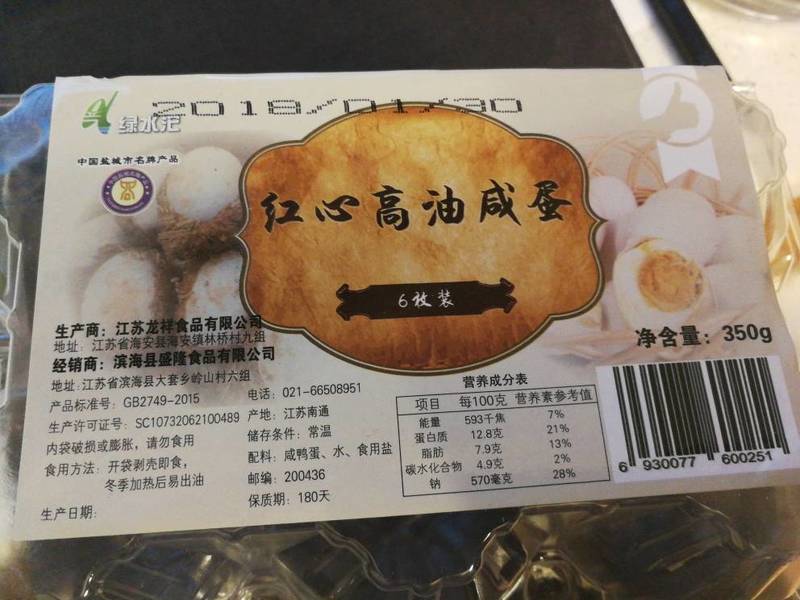 2018/01/30
绿水汜
中国盐城市名牌产品
红心高油咸蛋
6枚装
净含量：350g
生产商：江苏龙祥食品有限公司
地址：江苏省海安县海安镇林桥村九组
经销商：滨海县盛隆食品有限公司
地址：江苏省滨海县大套乡岭山村六组
产品标准号：GB2749-2015
生产许可证号：SC10732062100489
内袋破损或膨胀，请勿食用
食用方法：开袋剥壳即食，
冬季加热后易出油
生产日期：
电话：021-66508951
产地：江苏南通
储存条件：常温
配料：咸鸭蛋、水、食用盐
邮编：200436
保质期：180天
营养成分表
项目 每100克 营养素参考值
能量 593千焦 7%
蛋白质 12.8克 21%
脂肪 7.9克 13%
碳水化合物 4.9克 2%
钠 570毫克 28%
6 930077 600251